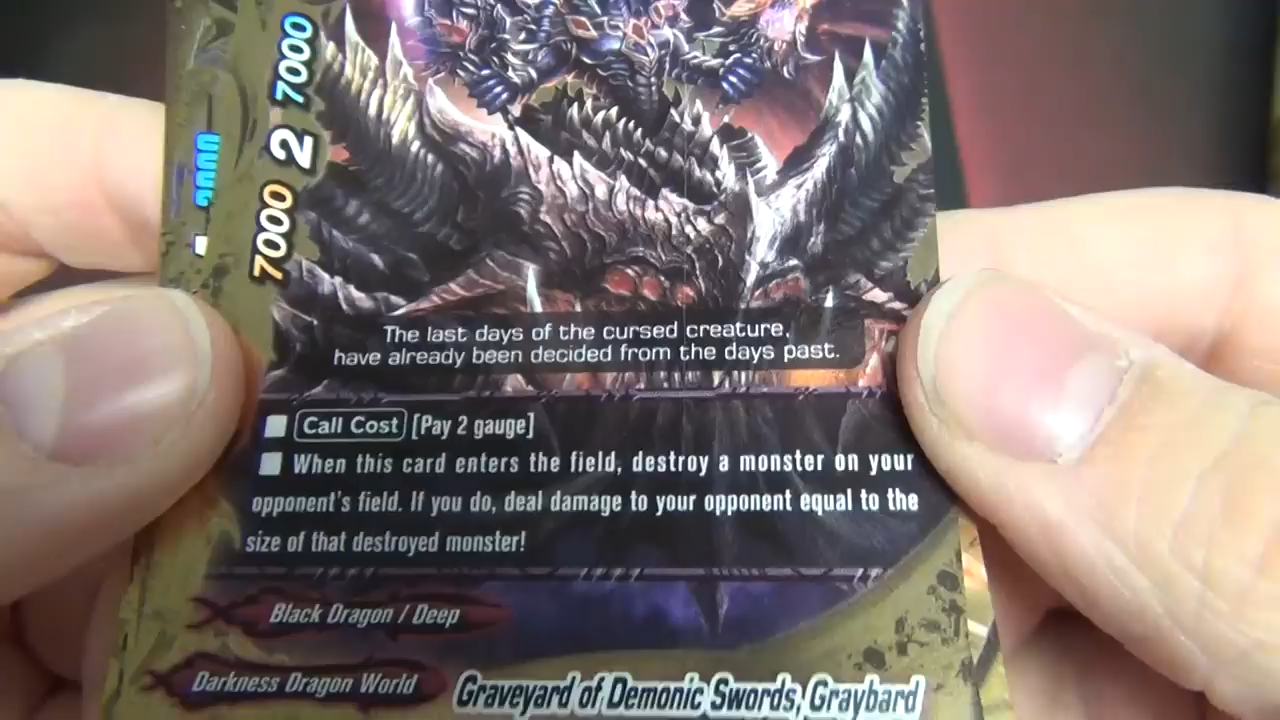 7000
2
7000
The last days of the cursed creature,
have already been decided from the days past.
Call Cost [Pay 2 gauge]
When this card enters the field, destroy a monster on your
opponent's field. If you do, deal damage to your opponent equal to the
size of that destroyed monster!
Black Dragon / Deep
Darkness Dragon World
Graveyard of Demonic Swords, Graybard